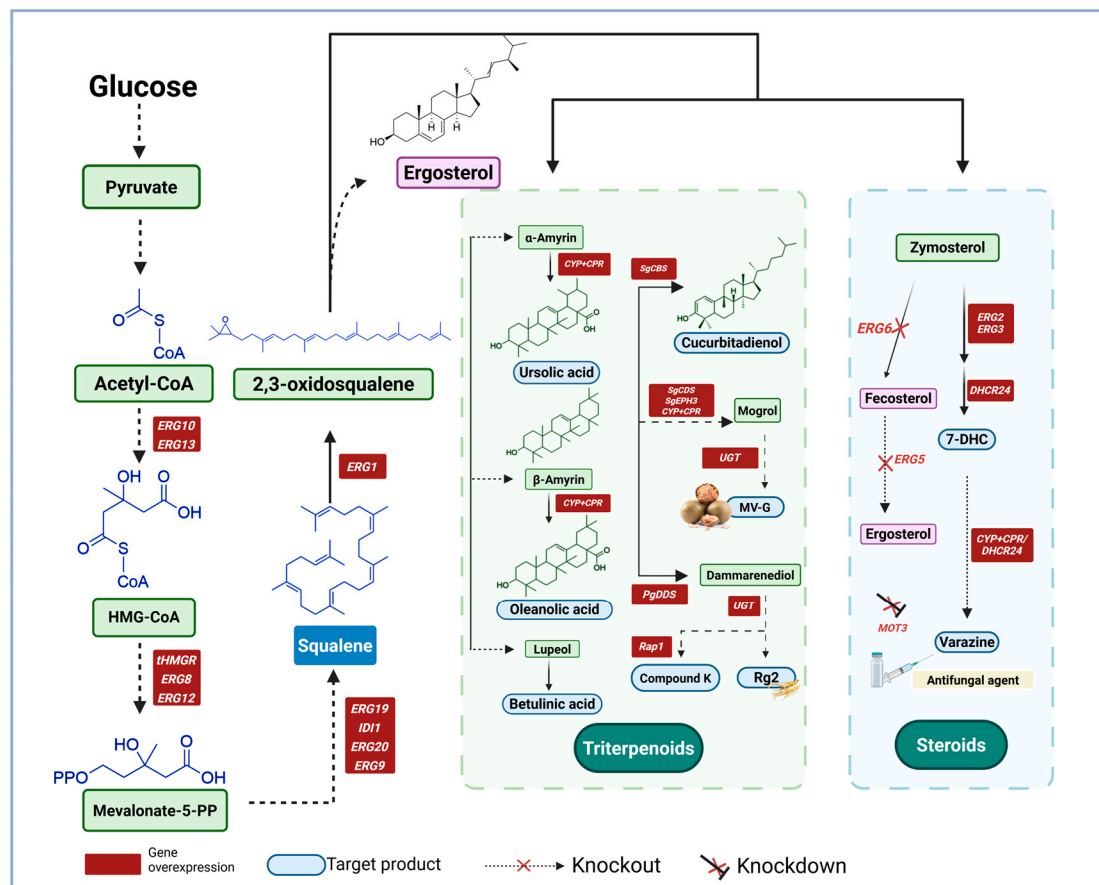 Glucose
Pyruvate
S
O
CoA
Acetyl-CoA
ERG10
ERG13
OH
O
OH
O
S
CoA
HMG-CoA
tHMGR
ERG8
ERG12
HO
O
PPO
OH
Mevalonate-5-PP
ERG19
IDI1
ERG20
ERG9
Squalene
ERG1
O
2,3-oxidosqualene
H
H
H
HO
Ergosterol
α-Amyrin
CYP+CPR
O
OH
HO
Ursolic acid
HO
β-Amyrin
CYP+CPR
O
OH
HO
Oleanolic acid
Lupeol
Betulinic acid
SgCBS
H
H
HO
Cucurbitadienol
SgCDS
SgEPH3
CYP+CPR
Mogrol
UGT
MV-G
PgDDS
Dammarenediol
UGT
Rap1
Compound K
Rg2
Triterpenoids
Zymosterol
ERG6
ERG2
ERG3
Fecosterol
DHCR24
7-DHC
ERG5
Ergosterol
CYP+CPR/
DHCR24
MOT3
Varazine
Antifungal agent
Steroids
Gene
overexpression
Target product
Knockout
Knockdown